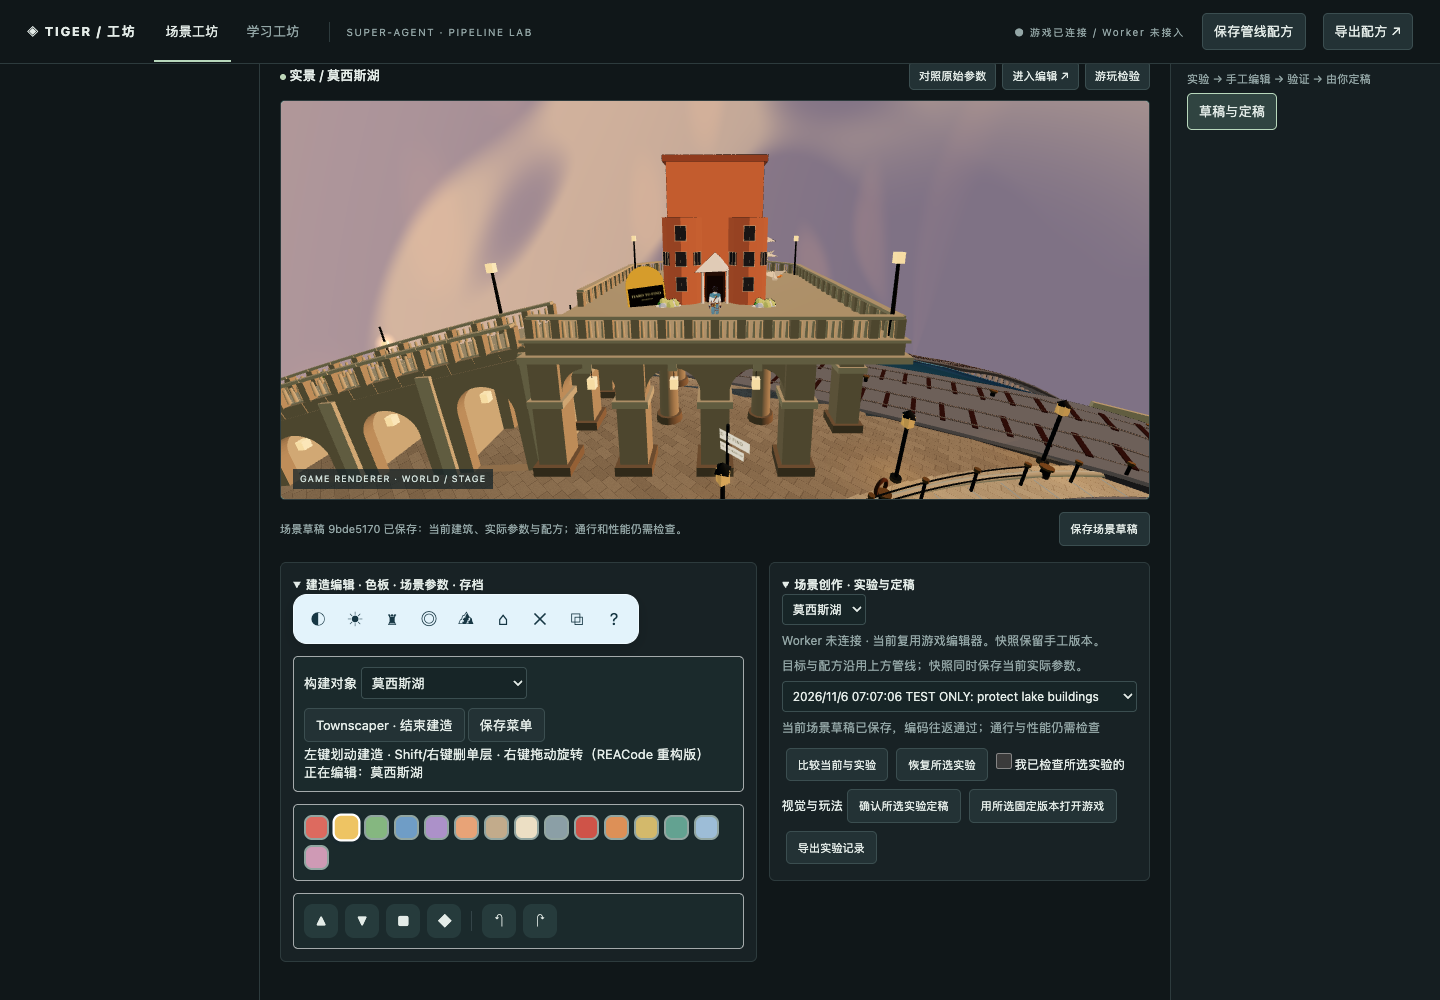 ◈ TIGER / 工坊
场景工坊
学习工坊
SUPER-AGENT · PIPELINE LAB
游戏已连接 / Worker 未接入
保存管线配方
导出配方 ↗
实景 / 莫西斯湖
对照原始参数
进入编辑 ↗
游玩检验
实验 → 手工编辑 → 验证 → 由你定稿
草稿与定稿
GAME RENDERER · WORLD / STAGE
场景草稿 9bde5170 已保存：当前建筑、实际参数与配方；通行和性能仍需检查。
保存场景草稿
▼ 建造编辑 · 色板 · 场景参数 · 存档
?
构建对象
莫西斯湖
Townscaper · 结束建造
保存菜单
左键划动建造 · Shift/右键删单层 · 右键拖动旋转（REACode 重构版）
正在编辑：莫西斯湖
▼ 场景创作 · 实验与定稿
莫西斯湖
Worker 未连接 · 当前复用游戏编辑器。快照保留手工版本。
目标与配方沿用上方管线；快照同时保存当前实际参数。
2026/11/6 07:07:06 TEST ONLY: protect lake buildings
当前场景草稿已保存，编码往返通过；通行与性能仍需检查
比较当前与实验
恢复所选实验
我已检查所选实验的
视觉与玩法
确认所选实验定稿
用所选固定版本打开游戏
导出实验记录